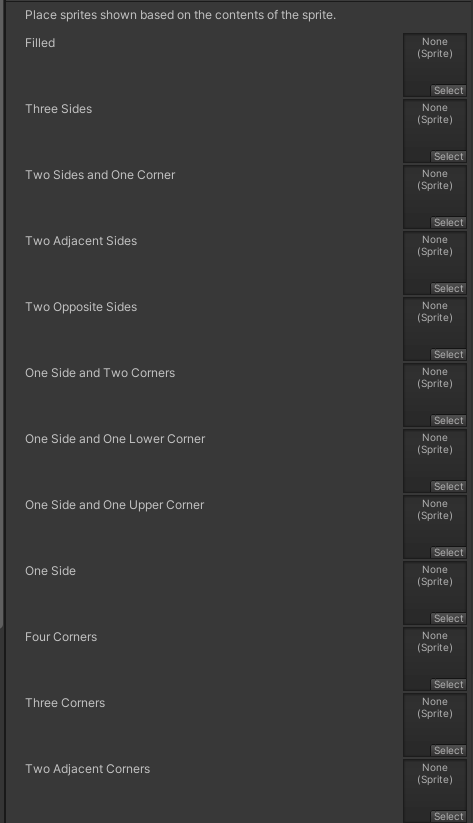 Place sprites shown based on the contents of the sprite.
Filled
None
(Sprite)
Select
Three Sides
None
(Sprite)
Select
Two Sides and One Corner
None
(Sprite)
Select
Two Adjacent Sides
None
(Sprite)
Select
Two Opposite Sides
None
(Sprite)
Select
One Side and Two Corners
None
(Sprite)
Select
One Side and One Lower Corner
None
(Sprite)
Select
One Side and One Upper Corner
None
(Sprite)
Select
One Side
None
(Sprite)
Select
Four Corners
None
(Sprite)
Select
Three Corners
None
(Sprite)
Select
Two Adjacent Corners
None
(Sprite)
Select